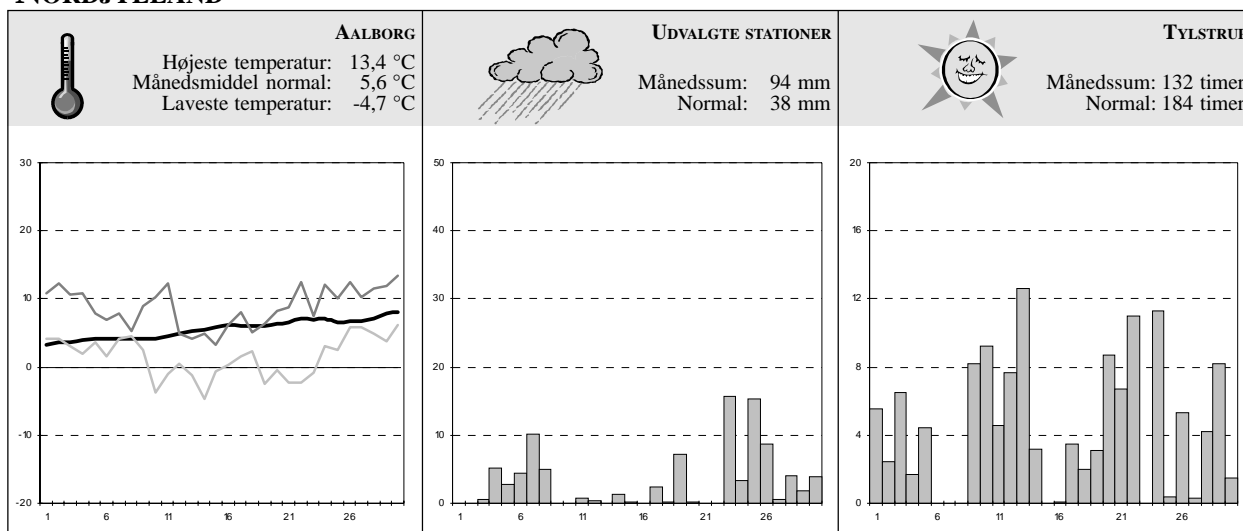 NORDJYLLAND
AALBORG
Højeste temperatur: 13,4 °C
Månedsmiddel normal: 5,6 °C
Laveste temperatur: -4,7 °C
30
20
10
0
-10
-20
1 6 11 16 21 26
UDVALGTE STATIONER
Månedssum: 94 mm
Normal: 38 mm
50
40
30
20
10
0
1 6 11 16 21 26
TYLSTRUP
Månedssum: 132 timer
Normal: 184 timer
20
16
12
8
4
0
1 6 11 16 21 26